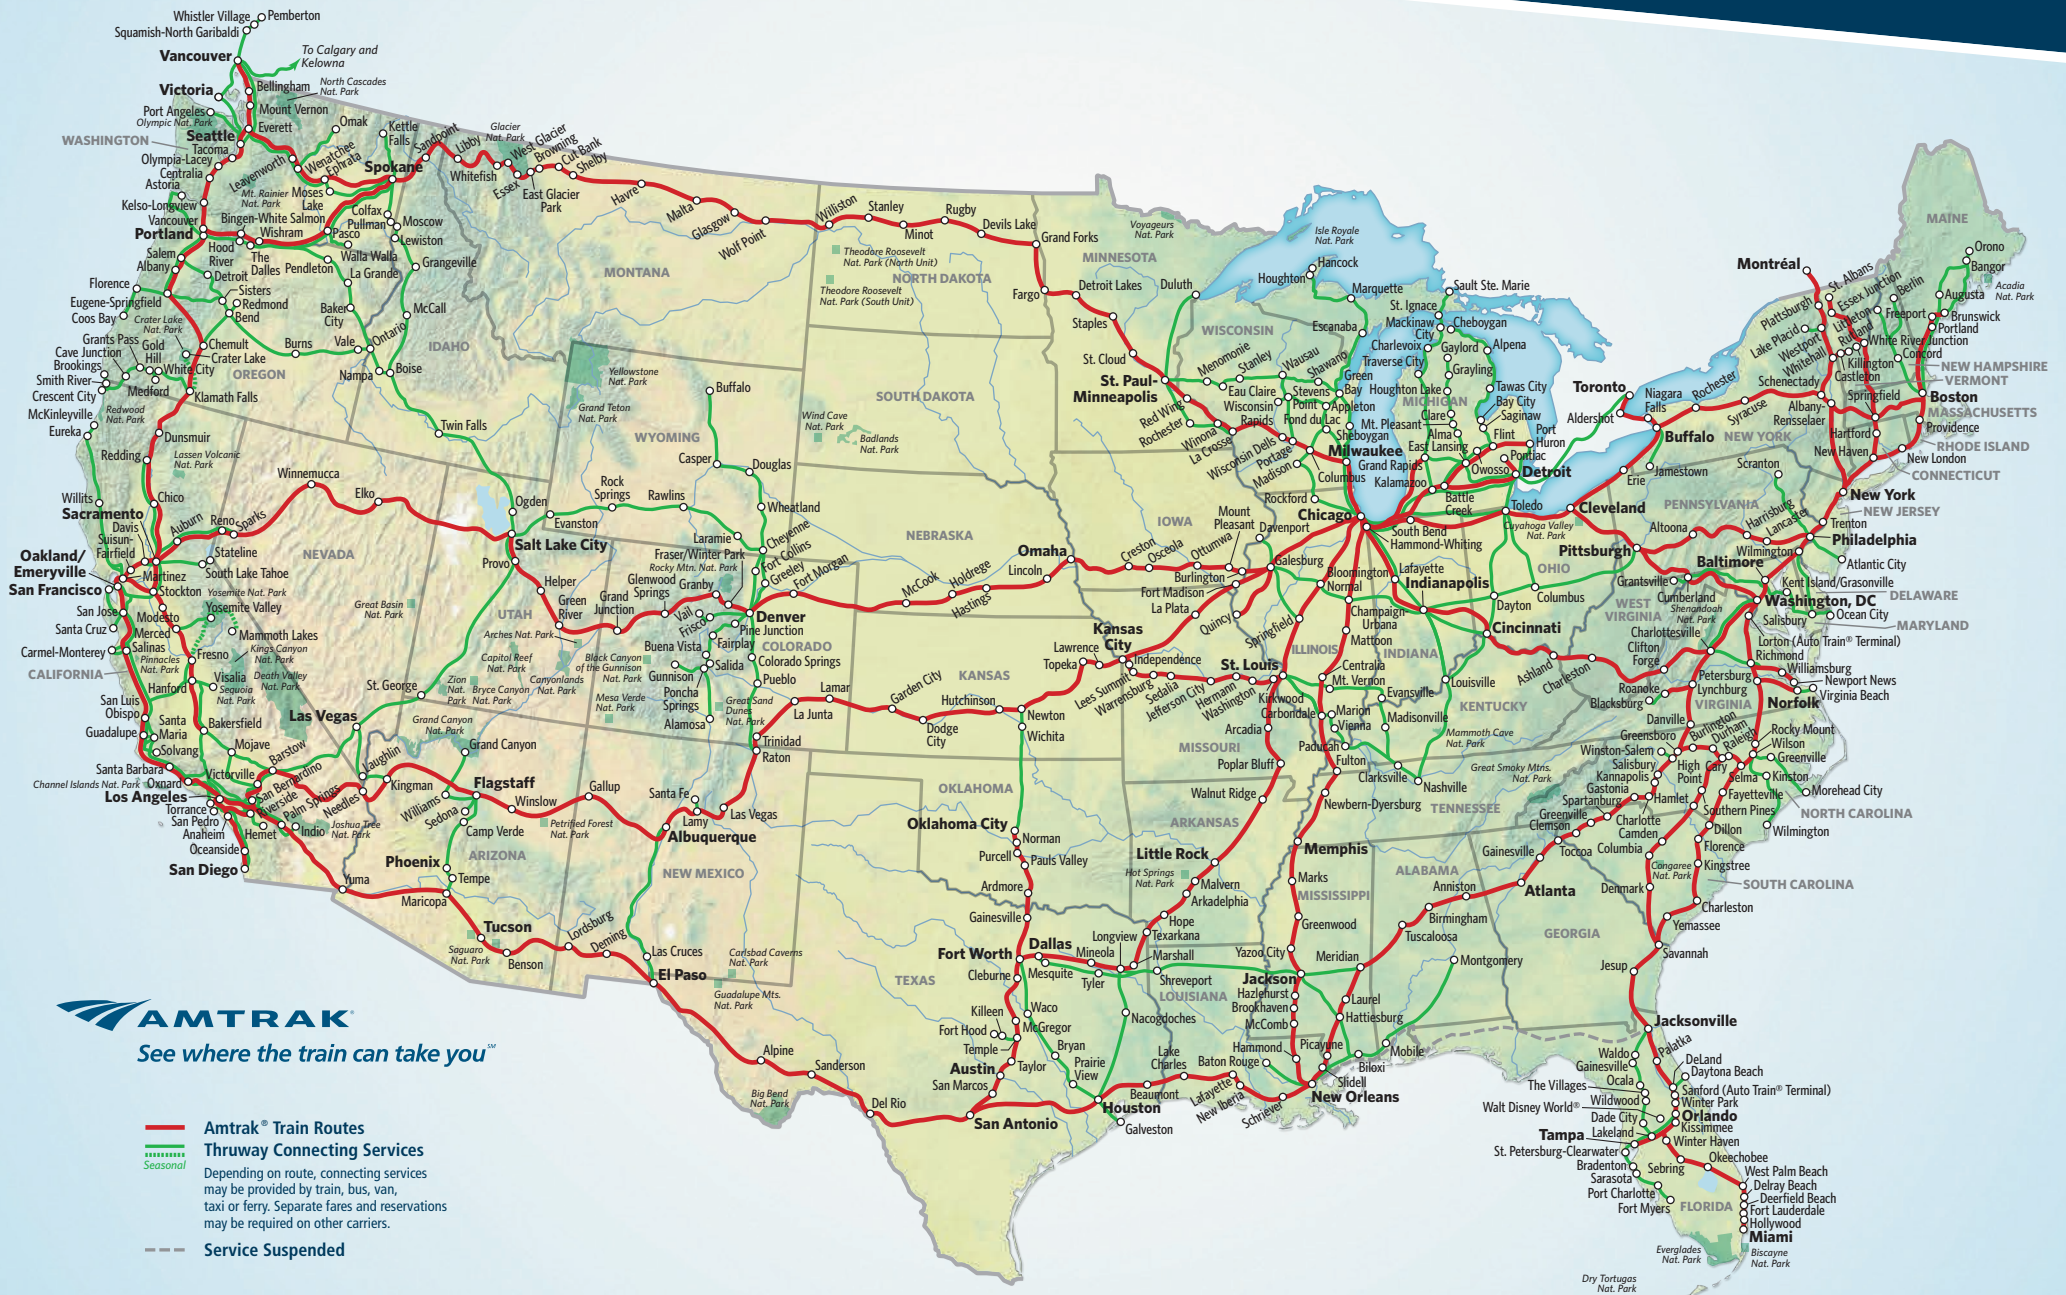 Whistler Village
Pemberton
Squamish-North Garibaldi
Vancouver
To Calgary and
Kelowna
North Cascades
Nat. Park
Victoria
Bellingham
Port Angeles
Olympic Nat. Park
Mount Vernon
WASHINGTON
Seattle
Everett
Tacoma
Olympia-Lacey
Centralia
Astoria
Leavenworth
Wenatchee
Ephrata
Omak
Kettle
Falls
Spokane
Sandpoint
Libby
Whitefish
Glacier
Nat. Park
West Glacier
Essex
Browning
East Glacier
Park
Cut Bank
Shelby
Havre
Malta
Glasgow
Wolf Point
Williston
Stanley
Minot
Rugby
Devils Lake
Grand Forks
Kelso-Longview
Vancouver
Portland
Mt. Rainier
Nat. Park
Moses
Lake
Bingen-White Salmon
Wishram
Pasco
Colfax
Pullman
Moscow
Lewiston
Grangeville
Salem
Albany
Hood
River
The
Dalles
Detroit
Pendleton
Walla Walla
La Grande
Florence
Eugene-Springfield
Coos Bay
Sisters
Redmond
Bend
Baker
City
McCall
Ontario
Vale
Burns
Nampa
Boise
IDAHO
OREGON
Crater Lake
Nat. Park
Chemult
Crater Lake
Grants Pass
Gold
Hill
Cave Junction
Brookings
White City
Medford
Smith River
Crescent City
Klamath Falls
McKinleyville
Eureka
Redwood
Nat. Park
Dunsmuir
Redding
Lassen Volcanic
Nat. Park
Willits
Chico
Sacramento
Davis
Suisun-
Fairfield
Auburn
Reno
Sparks
Winnemucca
Elko
Stateline
South Lake Tahoe
Oakland/
Emeryville
San Francisco
Martinez
Stockton
Yosemite Nat. Park
Yosemite Valley
San Jose
Santa Cruz
Modesto
Merced
Mammoth Lakes
Carmel-Monterey
Salinas
Pinnacles
Nat. Park
Kings Canyon
Nat. Park
Fresno
CALIFORNIA
Hanford
Visalia
Sequoia
Nat. Park
Death Valley
Nat. Park
NEVADA
Great Basin
Nat. Park
San Luis
Obispo
Guadalupe
Santa
Maria
Solvang
Bakersfield
Mojave
Barstow
Santa Barbara
Channel Islands Nat. Park
Oxnard
Victorville
San Bernardino
Riverside
Palm Springs
Los Angeles
Torrance
San Pedro
Anaheim
Hemet
Indio
Joshua Tree
Nat. Park
Needles
Laughlin
Oceanside
San Diego
Las Vegas
St. George
Twin Falls
Ogden
Salt Lake City
Provo
Helper
Green
River
UTAH
Arches Nat. Park
Capitol Reef
Nat. Park
Canyonlands
Nat. Park
Zion
Nat. Park
Bryce Canyon
Nat. Park
Grand Canyon
Nat. Park
Grand Canyon
Kingman
Williams
Flagstaff
Sedona
Camp Verde
Winslow
Gallup
Petrified Forest
Nat. Park
Phoenix
Tempe
ARIZONA
Yuma
Maricopa
Tucson
Saguaro
Nat. Park
Benson
Lordsburg
Deming
Las Cruces
El Paso
NEW MEXICO
Albuquerque
Santa Fe
Lamy
Las Vegas
Raton
Trinidad
Carlsbad Caverns
Nat. Park
Guadalupe Mts.
Nat. Park
MONTANA
Yellowstone
Nat. Park
Grand Teton
Nat. Park
WYOMING
Buffalo
Casper
Douglas
Wheatland
Rock
Springs
Rawlins
Evanston
Laramie
Cheyenne
Fraser/Winter Park
Rocky Mtn. Nat. Park
Fort Collins
Greeley
Fort Morgan
Glenwood
Springs
Granby
Grand
Junction
Vail
Frisco
Denver
Pine Junction
COLORADO
Fairplay
Buena Vista
Salida
Colorado Springs
Black Canyon
of the Gunnison
Nat. Park
Gunnison
Poncha
Springs
Pueblo
Mesa Verde
Nat. Park
Alamosa
Great Sand
Dunes
Nat. Park
La Junta
Lamar
Theodore Roosevelt
Nat. Park (North Unit)
NORTH DAKOTA
Theodore Roosevelt
Nat. Park (South Unit)
SOUTH DAKOTA
Wind Cave
Nat. Park
Badlands
Nat. Park
NEBRASKA
McCook
Holdrege
Hastings
Lincoln
Omaha
KANSAS
Garden City
Dodge
City
Hutchinson
Newton
Wichita
Topeka
Lawrence
Kansas
City
Independence
Lees Summit
Warrensburg
Sedalia
Jefferson City
Hermann
Washington
Kirkwood
St. Louis
OKLAHOMA
Oklahoma City
Norman
Purcell
Pauls Valley
Ardmore
Gainesville
Fort Worth
Dallas
Cleburne
Mesquite
Mineola
Longview
Marshall
Tyler
TEXAS
Waco
Killeen
Fort Hood
McGregor
Temple
Bryan
Prairie
View
Austin
Taylor
San Marcos
San Antonio
Houston
Galveston
Beaumont
Nacogdoches
Alpine
Sanderson
Del Rio
Big Bend
Nat. Park
MINNESOTA
Voyageurs
Nat. Park
Fargo
Detroit Lakes
Staples
St. Cloud
St. Paul-
Minneapolis
Duluth
Red Wing
Rochester
Winona
La Crosse
IOWA
Creston
Osceola
Ottumwa
Mount
Pleasant
Burlington
Fort Madison
La Plata
Davenport
Galesburg
Quincy
Springfield
WISCONSIN
Menomonie
Stanley
Wausau
Shawano
Eau Claire
Wisconsin
Rapids
Stevens
Point
Green
Bay
Appleton
Fond du Lac
Sheboygan
Wisconsin Dells
Portage
Madison
Columbus
Milwaukee
Rockford
Chicago
Isle Royale
Nat. Park
Hancock
Houghton
Marquette
Escanaba
Sault Ste. Marie
St. Ignace
Mackinaw
City
Cheboygan
Charlevoix
Gaylord
Alpena
Traverse City
Grayling
Houghton Lake
Tawas City
MICHIGAN
Bay City
Clare
Saginaw
Mt. Pleasant
Alma
Flint
Port
Huron
East Lansing
Owosso
Pontiac
Grand Rapids
Kalamazoo
Detroit
Battle
Creek
Toledo
South Bend
Hammond-Whiting
Lafayette
Indianapolis
Bloomington
Normal
Champaign-
Urbana
Mattoon
ILLINOIS
INDIANA
Centralia
Mt. Vernon
Evansville
Carbondale
Marion
Vienna
Madisonville
Paducah
Fulton
Clarksville
Nashville
Louisville
KENTUCKY
Mammoth Cave
Nat. Park
TENNESSEE
Great Smoky Mtns.
Nat. Park
MISSOURI
Arcadia
Poplar Bluff
Walnut Ridge
Newbern-Dyersburg
ARKANSAS
Little Rock
Hot Springs
Nat. Park
Malvern
Arkadelphia
Hope
Texarkana
Memphis
Marks
MISSISSIPPI
Greenwood
Yazoo City
Jackson
Hazlehurst
Brookhaven
McComb
Hammond
Meridian
Laurel
Hattiesburg
Picayune
Slidell
New Orleans
Biloxi
Mobile
LOUISIANA
Shreveport
Lake
Charles
Baton Rouge
Lafayette
New Iberia
Schriever
ALABAMA
Anniston
Birmingham
Tuscaloosa
Montgomery
GEORGIA
Atlanta
Gainesville
Toccoa
Savannah
Jesup
OHIO
Cleveland
Cuyahoga Valley
Nat. Park
Columbus
Dayton
Cincinnati
Ashland
Charleston
WEST
VIRGINIA
Toronto
Aldershot
Niagara
Falls
Buffalo
Rochester
Syracuse
Jamestown
Erie
NEW YORK
Schenectady
Albany-
Rensselaer
Montréal
Plattsburgh
St. Albans
Essex Junction
Lake Placid
Westport
Whitehall
Littleton
Rutland
Berlin
Freeport
Killington
Castleton
White River Junction
Concord
Orono
Bangor
Acadia
Nat. Park
Augusta
Brunswick
Portland
MAINE
NEW HAMPSHIRE
VERMONT
Springfield
Boston
MASSACHUSETTS
Providence
Hartford
New Haven
RHODE ISLAND
New London
CONNECTICUT
Scranton
PENNSYLVANIA
New York
NEW JERSEY
Altoona
Harrisburg
Lancaster
Trenton
Philadelphia
Pittsburgh
Wilmington
Baltimore
Atlantic City
Grantsville
Cumberland
Kent Island/Grasonville
DELAWARE
Washington, DC
Ocean City
Salisbury
MARYLAND
Shenandoah
Nat. Park
Lorton (Auto Train® Terminal)
Charlottesville
Clifton
Forge
Richmond
Williamsburg
Newport News
Virginia Beach
Norfolk
Petersburg
Lynchburg
VIRGINIA
Roanoke
Blacksburg
Danville
Greensboro
Burlington
Durham
Raleigh
Rocky Mount
Wilson
Greenville
Winston-Salem
Salisbury
High
Point
Cary
Selma
Kinston
Kannapolis
Gastonia
Morehead City
Fayetteville
Spartanburg
Hamlet
Southern Pines
NORTH CAROLINA
Greenville
Clemson
Charlotte
Camden
Columbia
Dillon
Wilmington
Florence
Congaree
Nat. Park
Kingstree
SOUTH CAROLINA
Denmark
Charleston
Yemassee
Jacksonville
Waldo
Palatka
Gainesville
DeLand
Daytona Beach
Ocala
The Villages
Sanford (Auto Train® Terminal)
Wildwood
Winter Park
Walt Disney World®
Orlando
Dade City
Kissimmee
Lakeland
Tampa
Winter Haven
St. Petersburg-Clearwater
Okeechobee
Bradenton
Sebring
Sarasota
West Palm Beach
Delray Beach
Port Charlotte
Deerfield Beach
Fort Myers
FLORIDA
Fort Lauderdale
Hollywood
Miami
Everglades
Nat. Park
Biscayne
Nat. Park
Dry Tortugas
Nat. Park
AMTRAK®
See where the train can take you℠
Amtrak® Train Routes
Thruway Connecting Services
Seasonal
Depending on route, connecting services
may be provided by train, bus, van,
taxi or ferry. Separate fares and reservations
may be required on other carriers.
Service Suspended